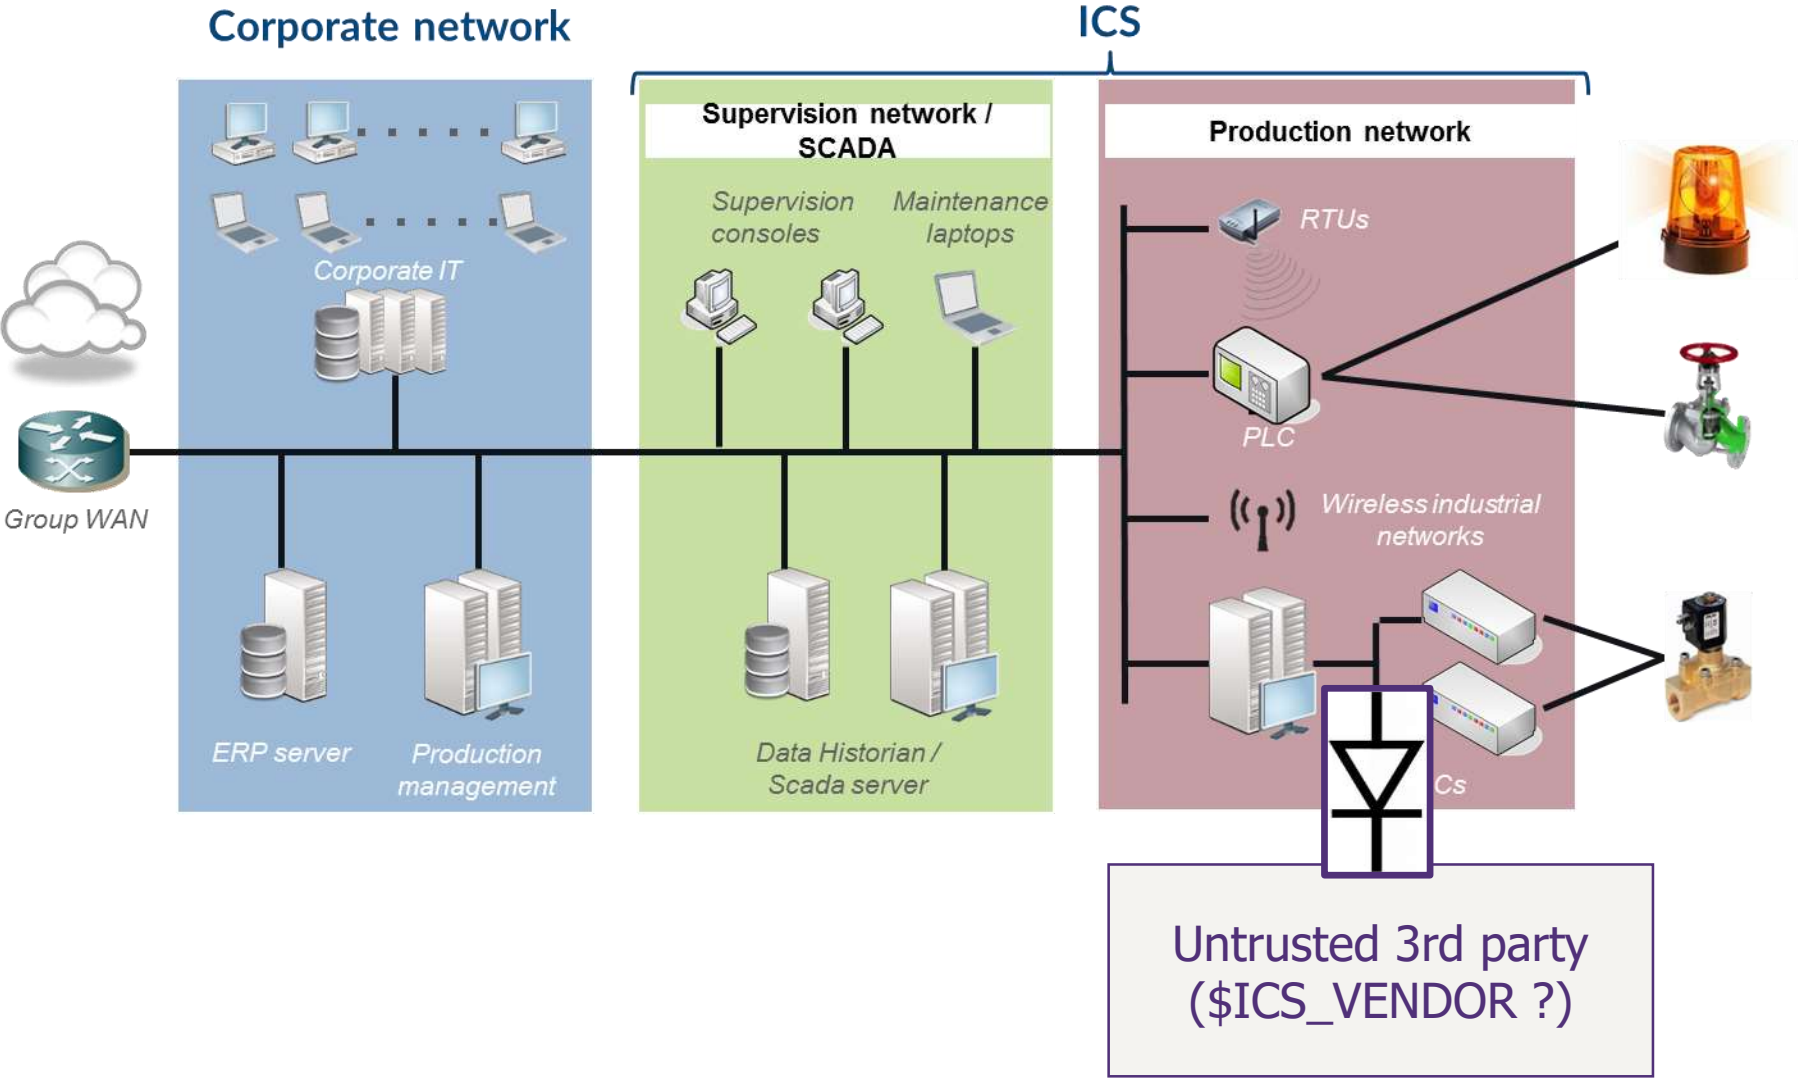 Corporate network
ICS
Supervision network /
SCADA
Production network
Supervision
consoles
Maintenance
laptops
RTUs
Corporate IT
PLC
Group WAN
Wireless industrial
networks
ERP server
Production
management
Data Historian /
Scada server
Cs
Untrusted 3rd party
($ICS_VENDOR ?)